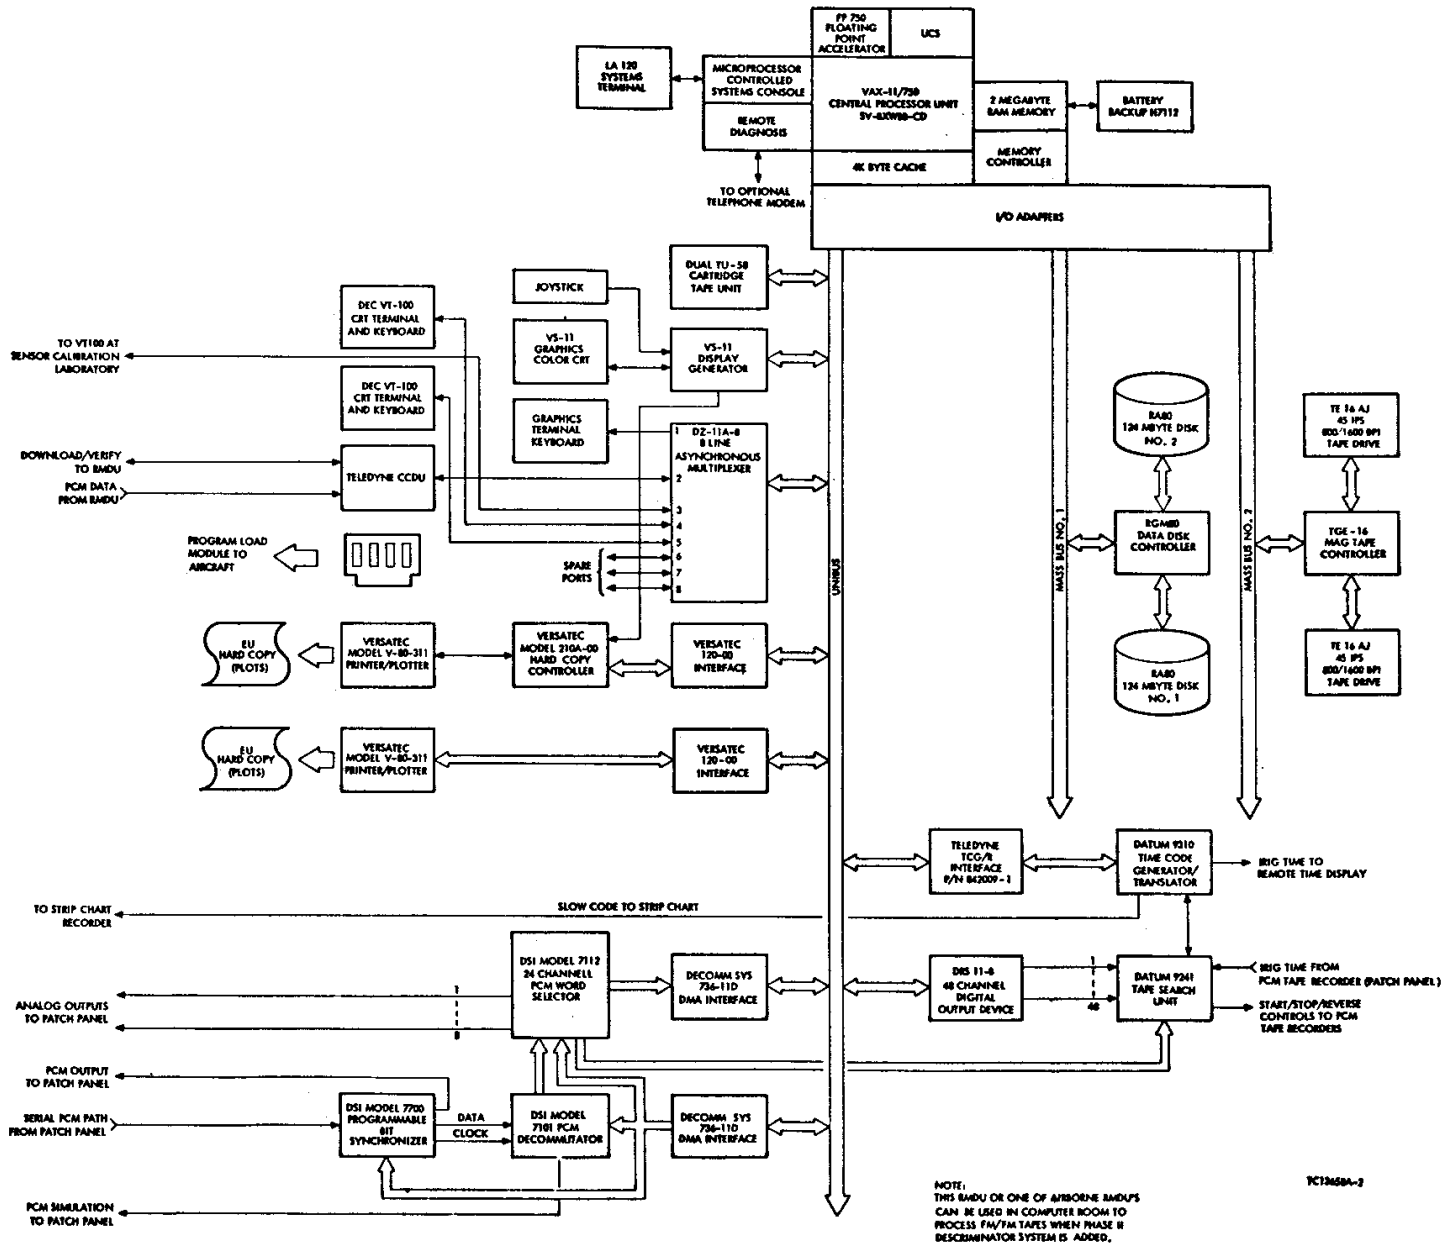 FP 750
FLOATING
POINT
ACCELERATOR
UCS
LA 120
SYSTEMS
TERMINAL
MICROPROCESSOR
CONTROLLED
SYSTEMS CONSOLE
VAX-11/750
CENTRAL PROCESSOR UNIT
SV-BXWBB-CD
2 MEGABYTE
RAM MEMORY
BATTERY
BACKUP H7112
REMOTE
DIAGNOSIS
MEMORY
CONTROLLER
4K BYTE CACHE
TO OPTIONAL
TELEPHONE MODEM
I/O ADAPTERS
DUAL TU-58
CARTRIDGE
TAPE UNIT
JOYSTICK
DEC VT-100
CRT TERMINAL
AND KEYBOARD
VS-11
GRAPHICS
COLOR CRT
VS-11
DISPLAY
GENERATOR
TO VT100 AT
SENSOR CALIBRATION
LABORATORY
DEC VT-100
CRT TERMINAL
AND KEYBOARD
GRAPHICS
TERMINAL
KEYBOARD
DZ-11A-B
8 LINE
ASYNCHRONOUS
MULTIPLEXER
1
2
3
4
5
6
7
8
DOWNLOAD/VERIFY
TO RMDU
PCM DATA
FROM RMDU
TELEDYNE CCDU
PROGRAM LOAD
MODULE TO
AIRCRAFT
SPARE
PORTS
UNIBUS
MASS BUS NO. 1
MASS BUS NO. 2
RA80
124 MBYTE DISK
NO. 2
RGM80
DATA DISK
CONTROLLER
RA80
124 MBYTE DISK
NO. 1
TE 16 AJ
45 IPS
800/1600 BPI
TAPE DRIVE
TGE-16
MAG TAPE
CONTROLLER
TE 16 AJ
45 IPS
800/1600 BPI
TAPE DRIVE
EU
HARD COPY
(PLOTS)
VERSATEC
MODEL V-80-311
PRINTER/PLOTTER
VERSATEC
MODEL 210A-00
HARD COPY
CONTROLLER
VERSATEC
120-00
INTERFACE
EU
HARD COPY
(PLOTS)
VERSATEC
MODEL V-80-311
PRINTER/PLOTTER
VERSATEC
120-00
INTERFACE
TELEDYNE
TCG/R
INTERFACE
P/N 842009-1
DATUM 9310
TIME CODE
GENERATOR/
TRANSLATOR
IRIG TIME TO
REMOTE TIME DISPLAY
TO STRIP CHART
RECORDER
SLOW CODE TO STRIP CHART
DSI MODEL 7112
24 CHANNELL
PCM WORD
SELECTOR
DECOMM SYS
736-11D
DMA INTERFACE
DRS 11-B
48 CHANNEL
DIGITAL
OUTPUT DEVICE
1
48
DATUM 9241
TAPE SEARCH
UNIT
IRIG TIME FROM
PCM TAPE RECORDER (PATCH PANEL)
START/STOP/REVERSE
CONTROLS TO PCM
TAPE RECORDERS
ANALOG OUTPUTS
TO PATCH PANEL
1
8
PCM OUTPUT
TO PATCH PANEL
SERIAL PCM PATH
FROM PATCH PANEL
DSI MODEL 7700
PROGRAMMABLE
BIT
SYNCHRONIZER
DATA
CLOCK
DSI MODEL
7101 PCM
DECOMMUTATOR
DECOMM SYS
736-11D
DMA INTERFACE
PCM SIMULATION
TO PATCH PANEL
NOTE:
THIS RMDU OR ONE OF AIRBORNE RMDU'S
CAN BE USED IN COMPUTER ROOM TO
PROCESS FM/FM TAPES WHEN PHASE II
DESCRIMINATOR SYSTEM IS ADDED.
TC13658A-2